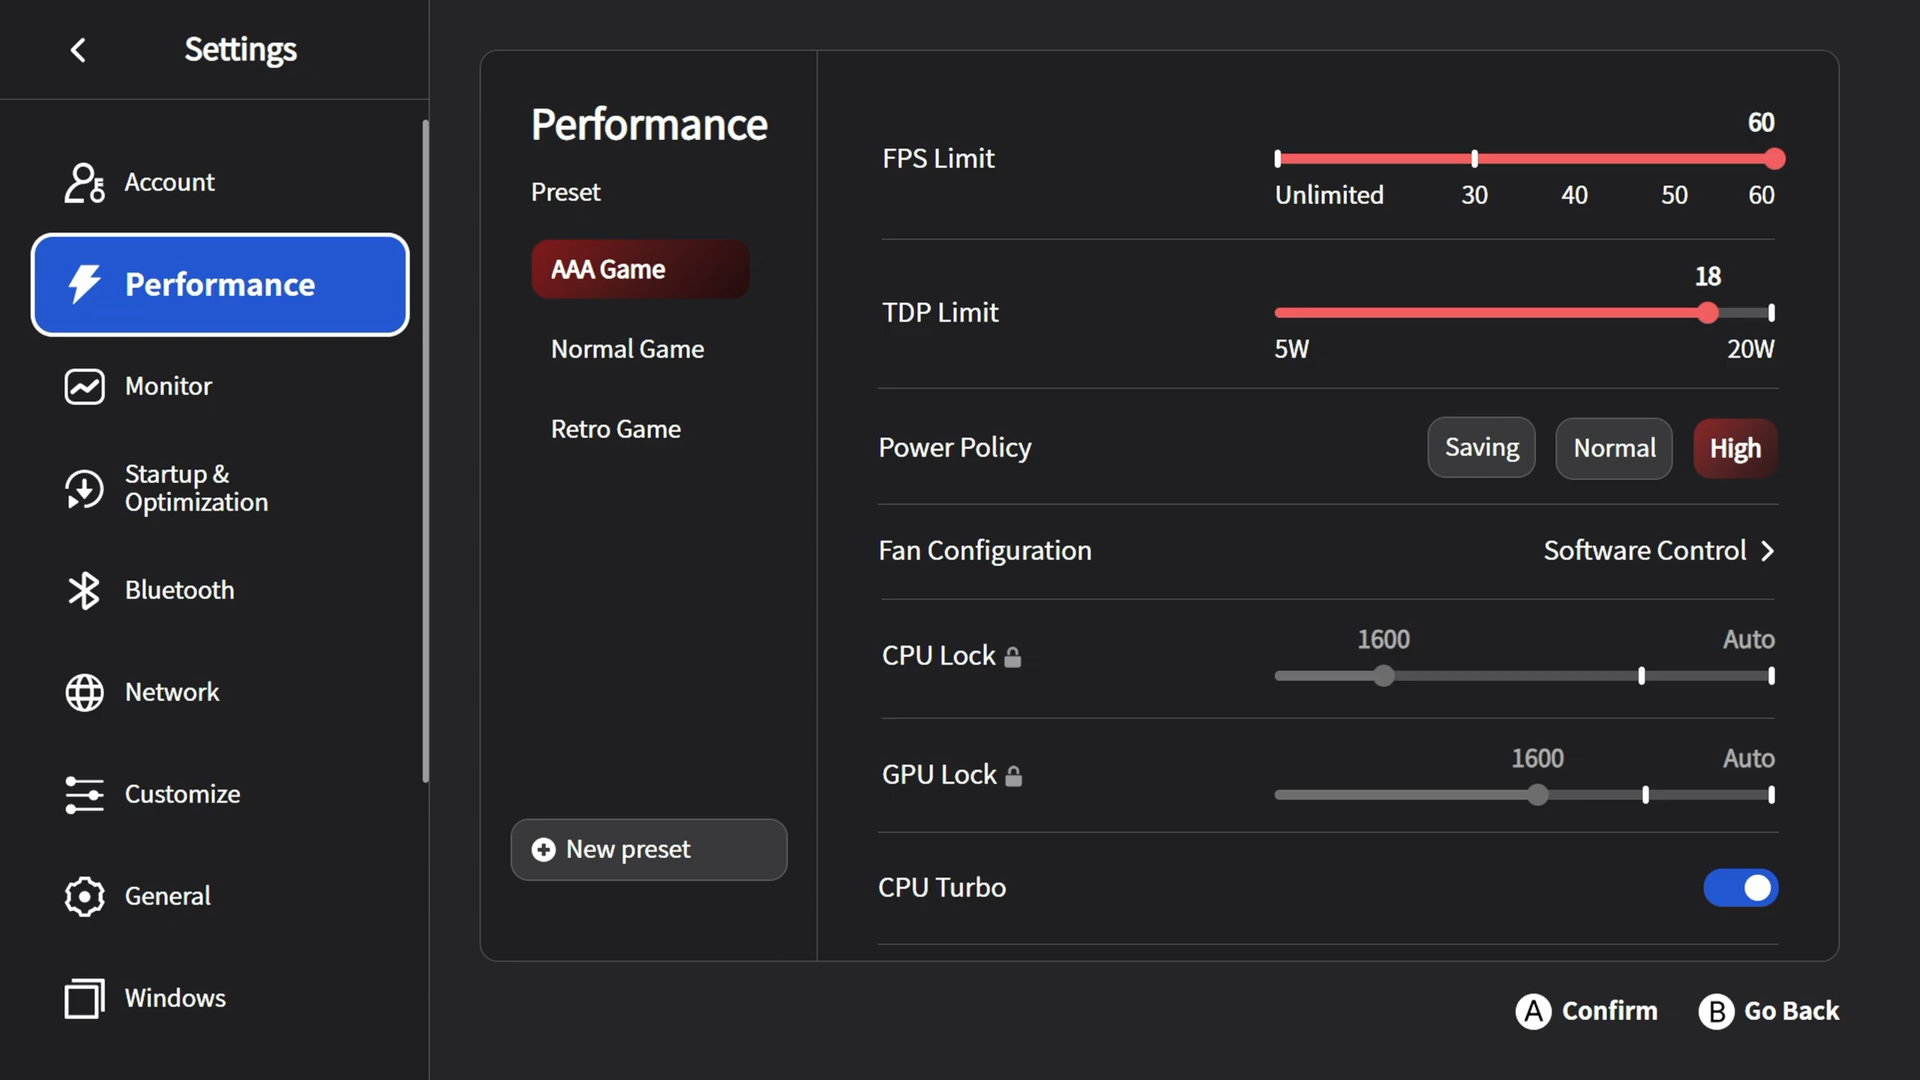 Settings
Account
Performance
Monitor
Startup &
Optimization
Bluetooth
Network
Customize
General
Windows
Performance
Preset
AAA Game
Normal Game
Retro Game
New preset
60
FPS Limit
Unlimited 30 40 50 60
18
TDP Limit
5W 20W
Power Policy Saving Normal High
Fan Configuration Software Control
1600 Auto
CPU Lock
1600 Auto
GPU Lock
CPU Turbo
A Confirm B Go Back